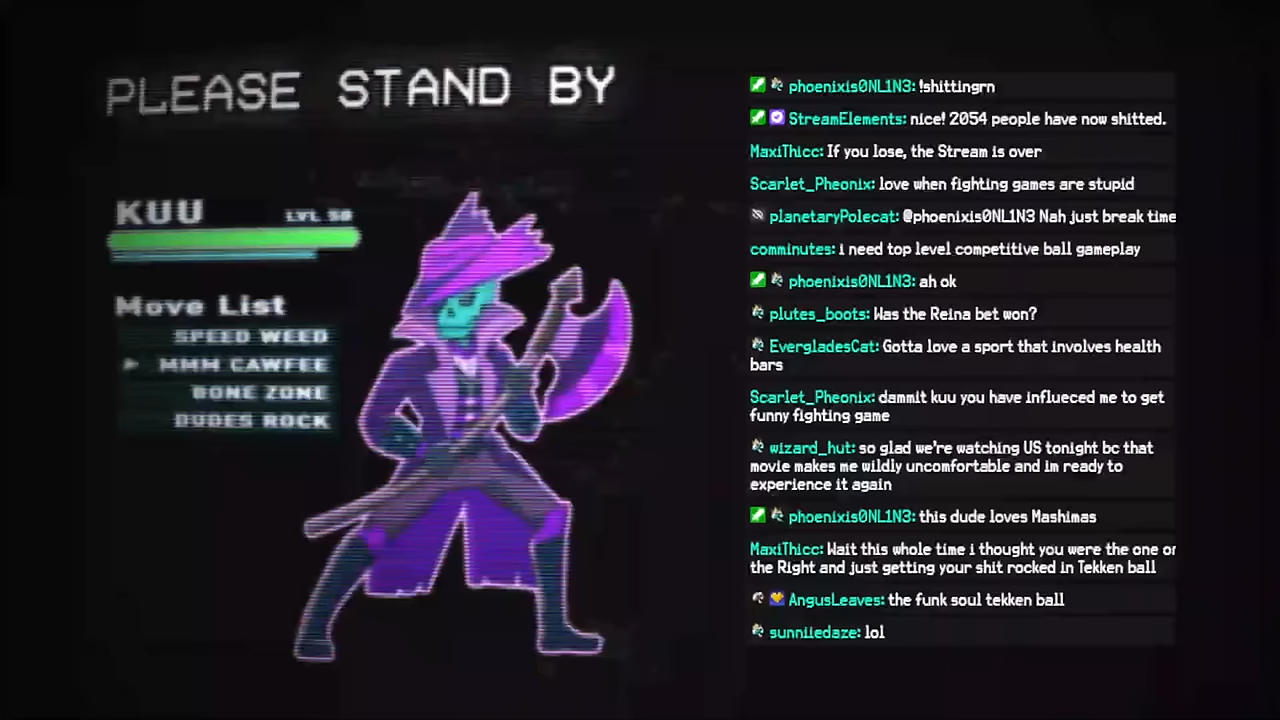 PLEASE STAND BY
KUU
LVL 50
Move List
SPEED WEED
MMM CAWFEE
BONE ZONE
DUDES ROCK
phoenixis0NL1N3: !shittingrn
StreamElements: nice! 2054 people have now shitted.
MaxiThicc: If you lose, the Stream is over
Scarlet_Pheonix: love when fighting games are stupid
planetaryPolecat: @phoenixis0NL1N3 Nah just break time
comminutes: i need top level competitive ball gameplay
phoenixis0NL1N3: ah ok
plutes_boots: Was the Reina bet won?
EvergladesCat: Gotta love a sport that involves health
bars
Scarlet_Pheonix: dammit kuu you have influeced me to get
funny fighting game
wizard_hut: so glad we're watching US tonight bc that
movie makes me wildly uncomfortable and im ready to
experience it again
phoenixis0NL1N3: this dude loves Mashimas
MaxiThicc: Wait this whole time i thought you were the one on
the Right and just getting your shit rocked in Tekken ball
AngusLeaves: the funk soul tekken ball
sunniiedaze: lol